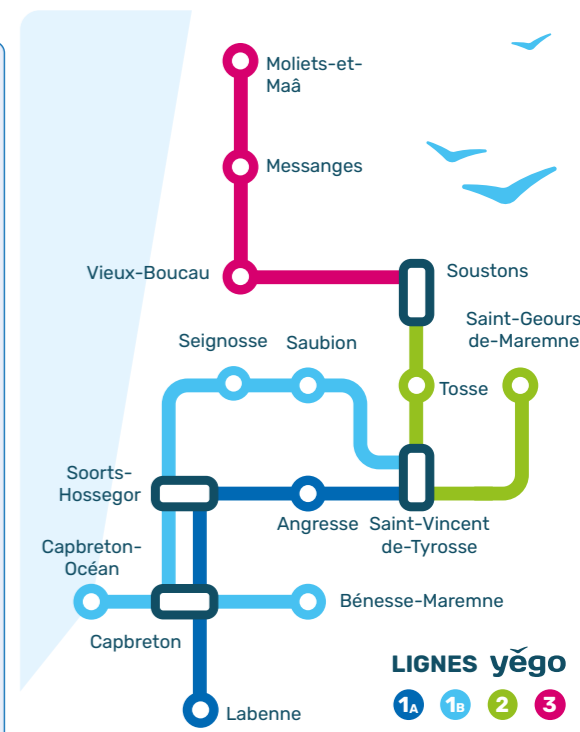 Moliets-et-
Maâ
Messanges
Vieux-Boucau
Soustons
Saint-Geours
de-Maremne
Seignosse
Saubion
Tosse
Soorts-
Hossegor
Angresse
Saint-Vincent
de-Tyrosse
Capbreton-
Océan
Bénesse-Maremne
Capbreton
Labenne
LIGNES yégo
1A 1B 2 3